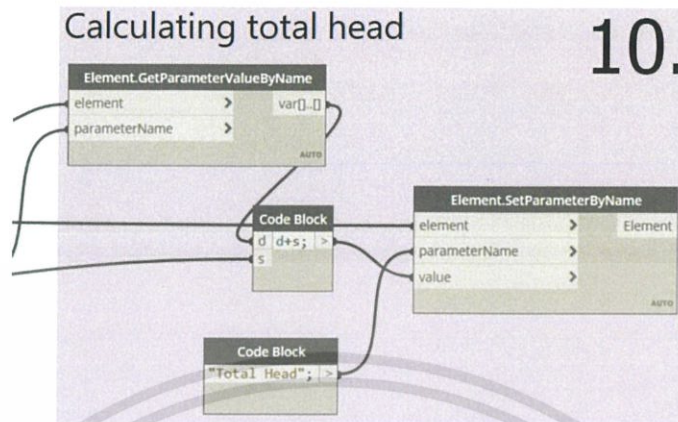 Calculating total head
10.
Element.GetParameterValueByName
element > var[]..[]
parameterName >
AUTO
Code Block
d d+s; >
s
Element.SetParameterByName
element > Element
parameterName >
value >
AUTO
Code Block
"Total Head"; >